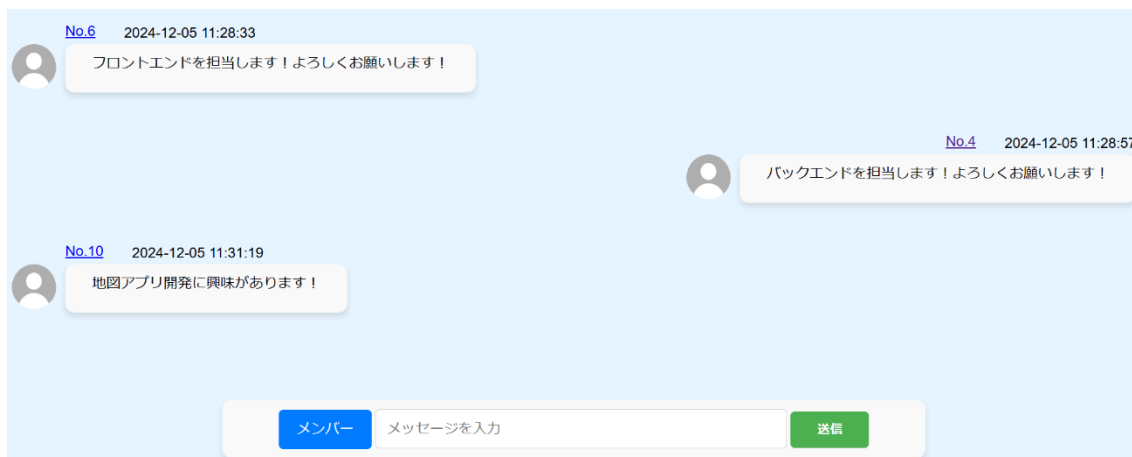 No.6 2024-12-05 11:28:33
フロントエンドを担当します！よろしくお願いします！
No.4 2024-12-05 11:28:57
バックエンドを担当します！よろしくお願いします！
No.10 2024-12-05 11:31:19
地図アプリ開発に興味があります！
メンバー メッセージを入力 送信